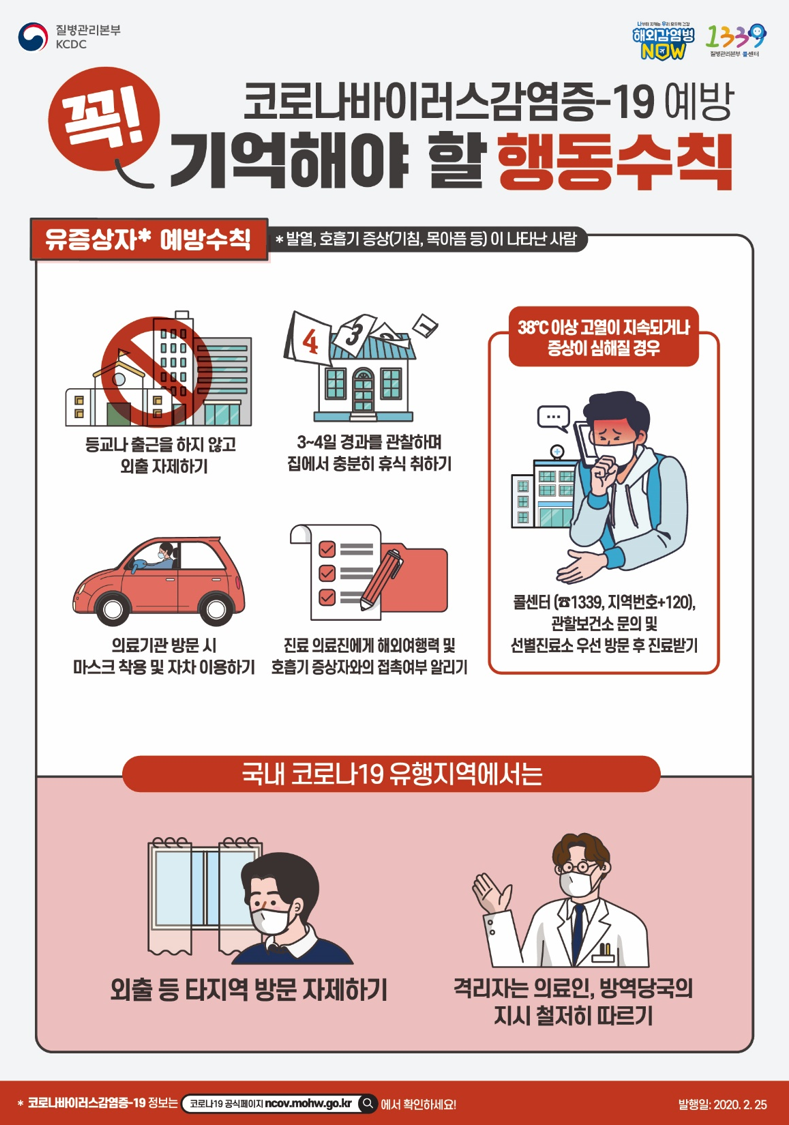 질병관리본부
KCDC
해외감염병
NOW
1339
질병관리본부 콜센터
꼭!
코로나바이러스감염증-19 예방
기억해야 할 행동수칙
유증상자* 예방수칙
* 발열, 호흡기 증상(기침, 목아픔 등) 이 나타난 사람
4
3
2
1
등교나 출근을 하지 않고
외출 자제하기
3~4일 경과를 관찰하며
집에서 충분히 휴식 취하기
38℃ 이상 고열이 지속되거나
증상이 심해질 경우
의료기관 방문 시
마스크 착용 및 자차 이용하기
진료 의료진에게 해외여행력 및
호흡기 증상자와의 접촉여부 알리기
콜센터 (☎1339, 지역번호+120),
관할보건소 문의 및
선별진료소 우선 방문 후 진료받기
국내 코로나19 유행지역에서는
외출 등 타지역 방문 자제하기
격리자는 의료인, 방역당국의
지시 철저히 따르기
* 코로나바이러스감염증-19 정보는 코로나19 공식페이지 ncov.mohw.go.kr 에서 확인하세요!
발행일: 2020. 2. 25